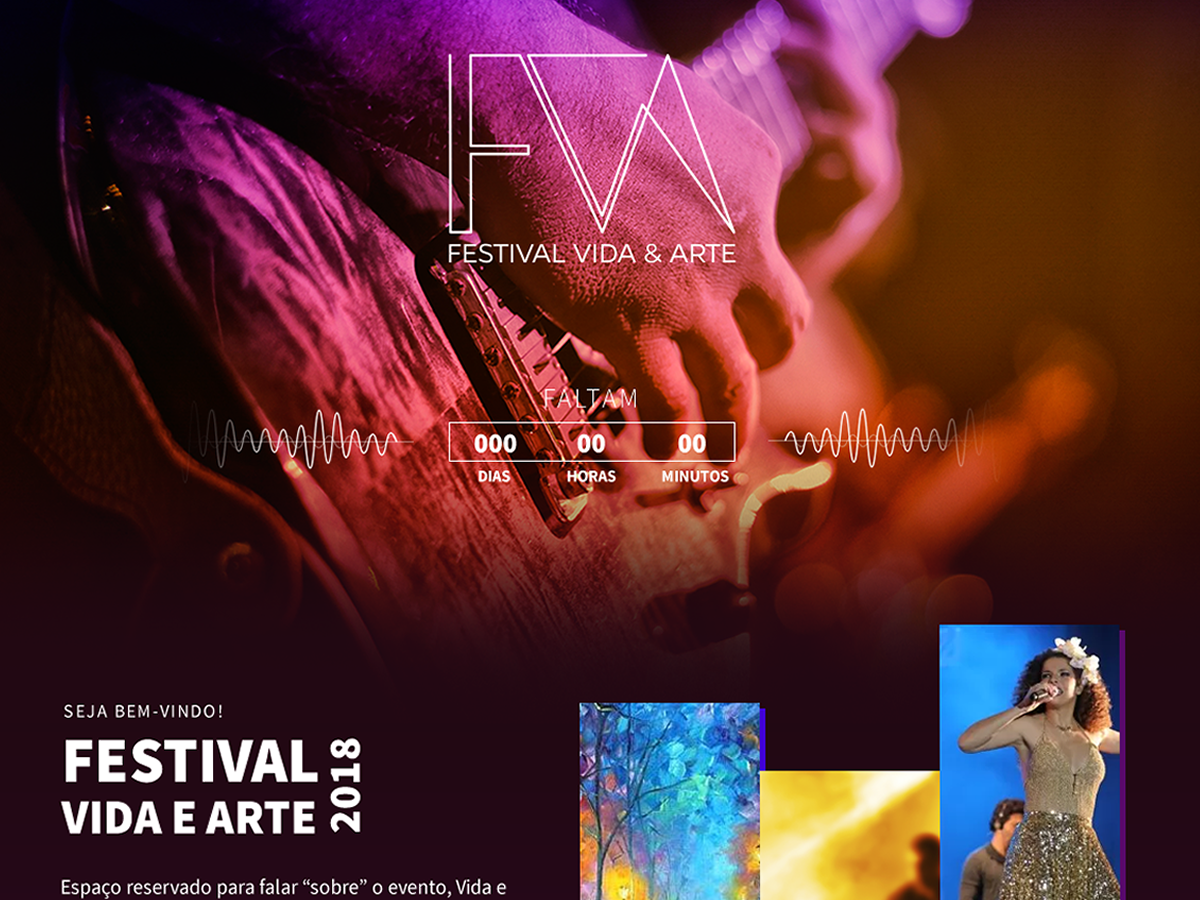 FVA
FESTIVAL VIDA & ARTE
FALTAM
000 00 00
DIAS HORAS MINUTOS
SEJA BEM-VINDO!
FESTIVAL
VIDA E ARTE
2018
Espaço reservado para falar “sobre” o evento, Vida e